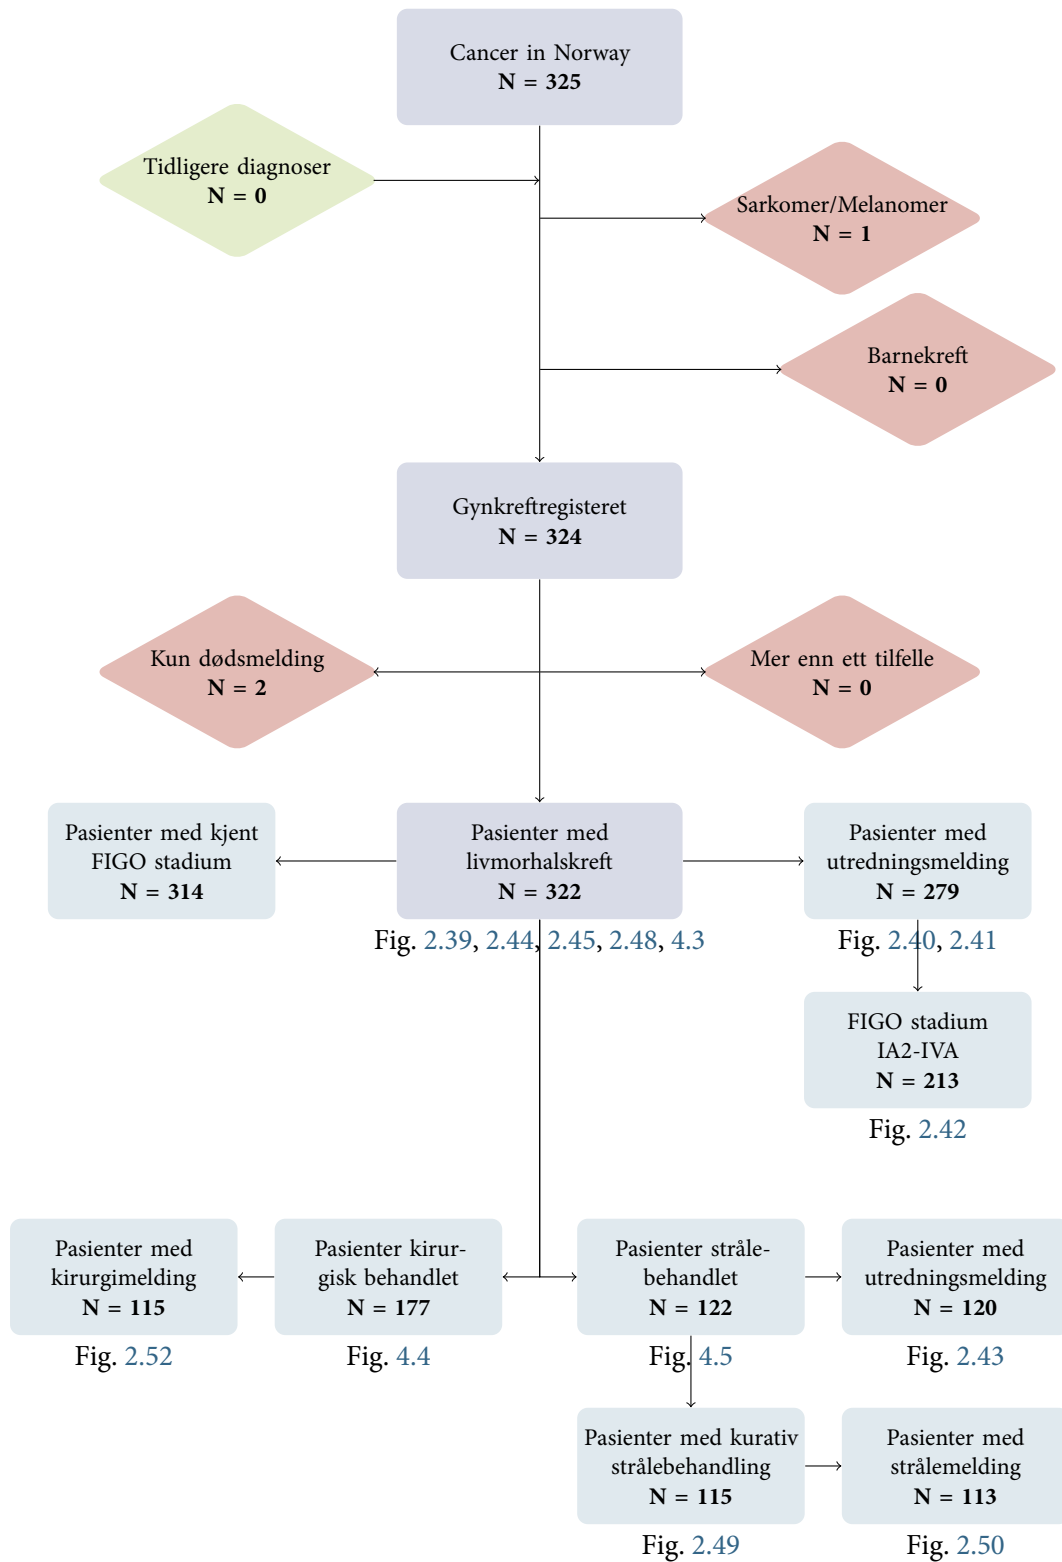 Cancer in Norway
N = 325
Tidligere diagnoser
N = 0
Sarkomer/Melanomer
N = 1
Barnekreft
N = 0
Gynkreftregisteret
N = 324
Kun dødsmelding
N = 2
Mer enn ett tilfelle
N = 0
Pasienter med kjent
FIGO stadium
N = 314
Pasienter med
livmorhalskreft
N = 322
Fig. 2.39, 2.44, 2.45, 2.48, 4.3
Pasienter med
utredningsmelding
N = 279
Fig. 2.40, 2.41
FIGO stadium
IA2-IVA
N = 213
Fig. 2.42
Pasienter med
kirurgimelding
N = 115
Fig. 2.52
Pasienter kirur-
gisk behandlet
N = 177
Fig. 4.4
Pasienter stråle-
behandlet
N = 122
Fig. 4.5
Pasienter med
utredningsmelding
N = 120
Fig. 2.43
Pasienter med kurativ
strålebehandling
N = 115
Fig. 2.49
Pasienter med
strålemelding
N = 113
Fig. 2.50